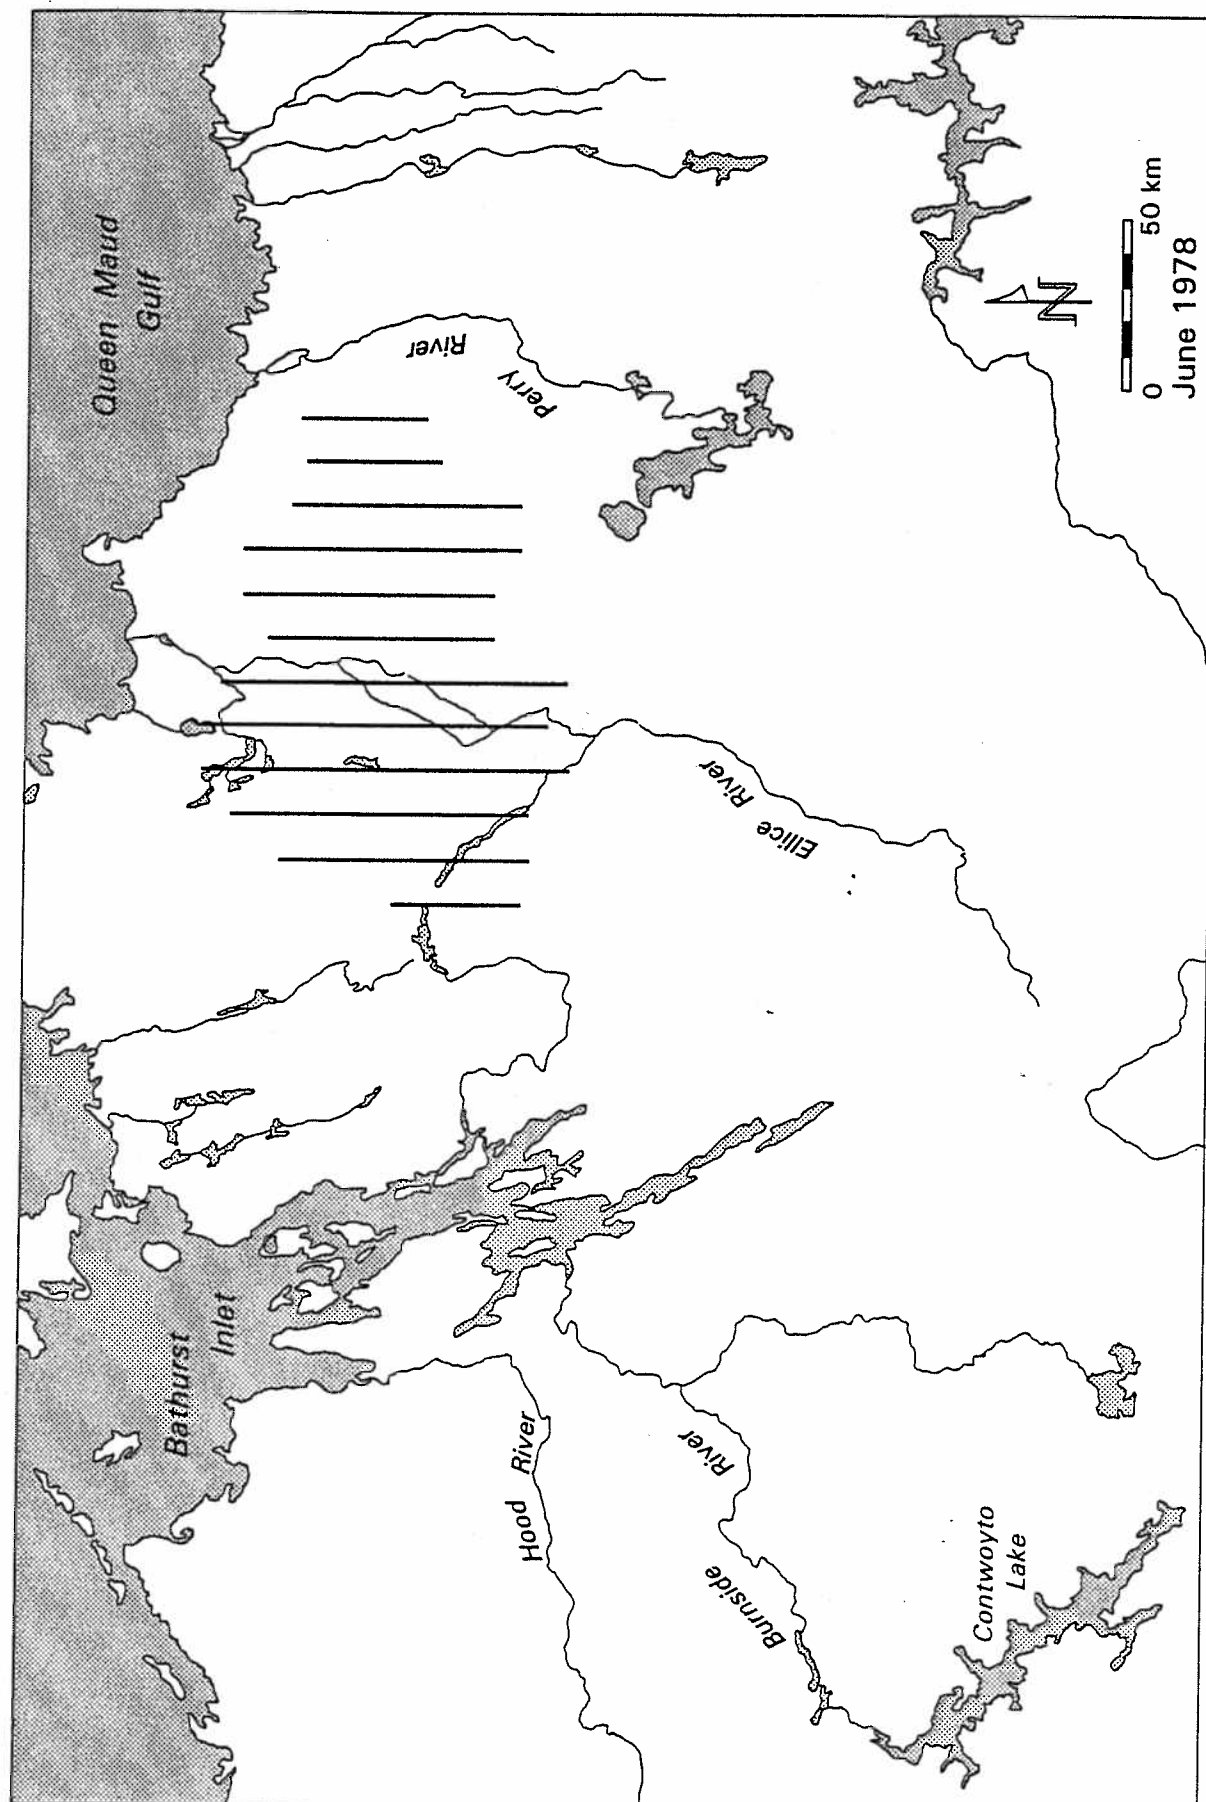 Queen Maud
Gulf
Bathurst
Inlet
Perry
River
Ellice River
Hood River
Burnside
River
Contwoyto
Lake
N
0 50 km
June 1978